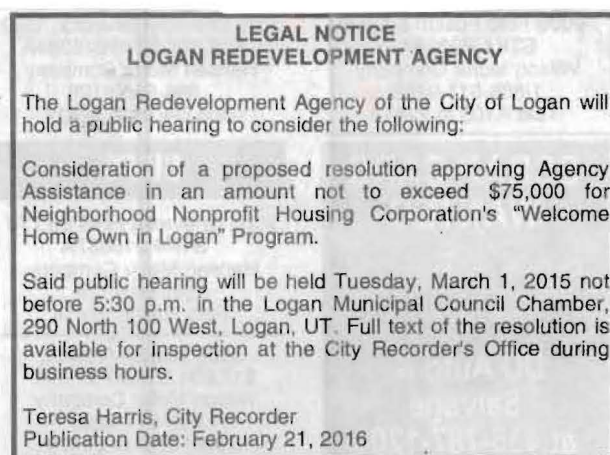 LEGAL NOTICE
LOGAN REDEVELOPMENT AGENCY
The Logan Redevelopment Agency of the City of Logan will
hold a public hearing to consider the following:
Consideration of a proposed resolution approving Agency
Assistance in an amount not to exceed $75,000 for
Neighborhood Nonprofit Housing Corporation's "Welcome
Home Own in Logan" Program.
Said public hearing will be held Tuesday, March 1, 2015 not
before 5:30 p.m. in the Logan Municipal Council Chamber,
290 North 100 West, Logan, UT. Full text of the resolution is
available for inspection at the City Recorder's Office during
business hours.
Teresa Harris, City Recorder
Publication Date: February 21, 2016